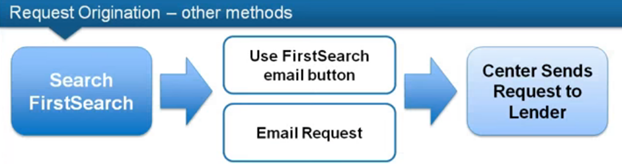 Request Origination – other methods
Search
FirstSearch
Use FirstSearch
email button
Email Request
Center Sends
Request to
Lender